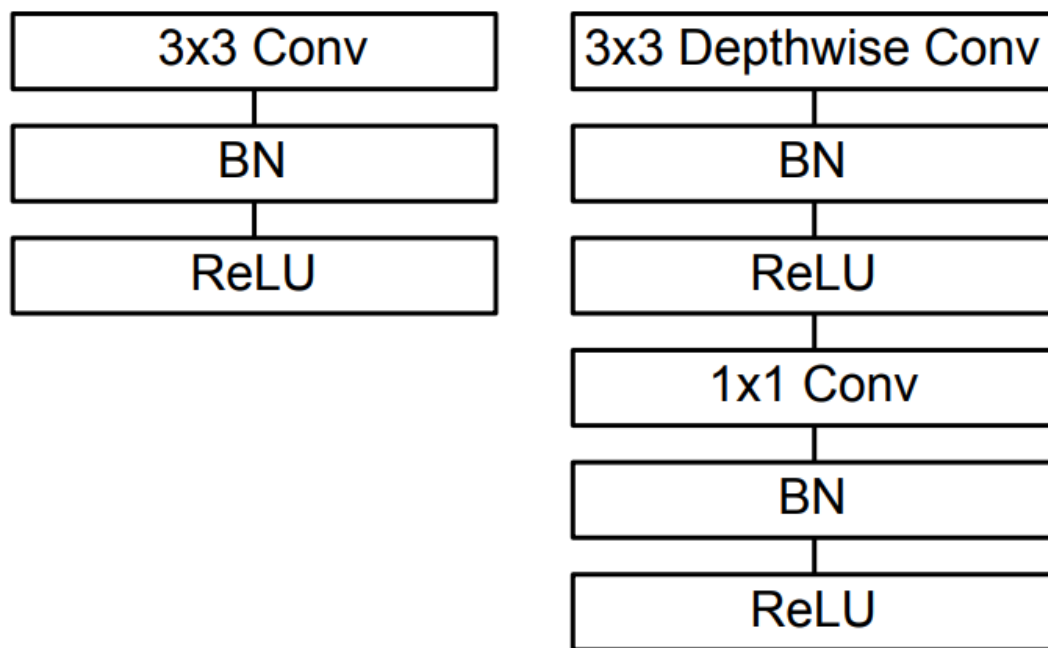 3x3 Conv
BN
ReLU
3x3 Depthwise Conv
BN
ReLU
1x1 Conv
BN
ReLU